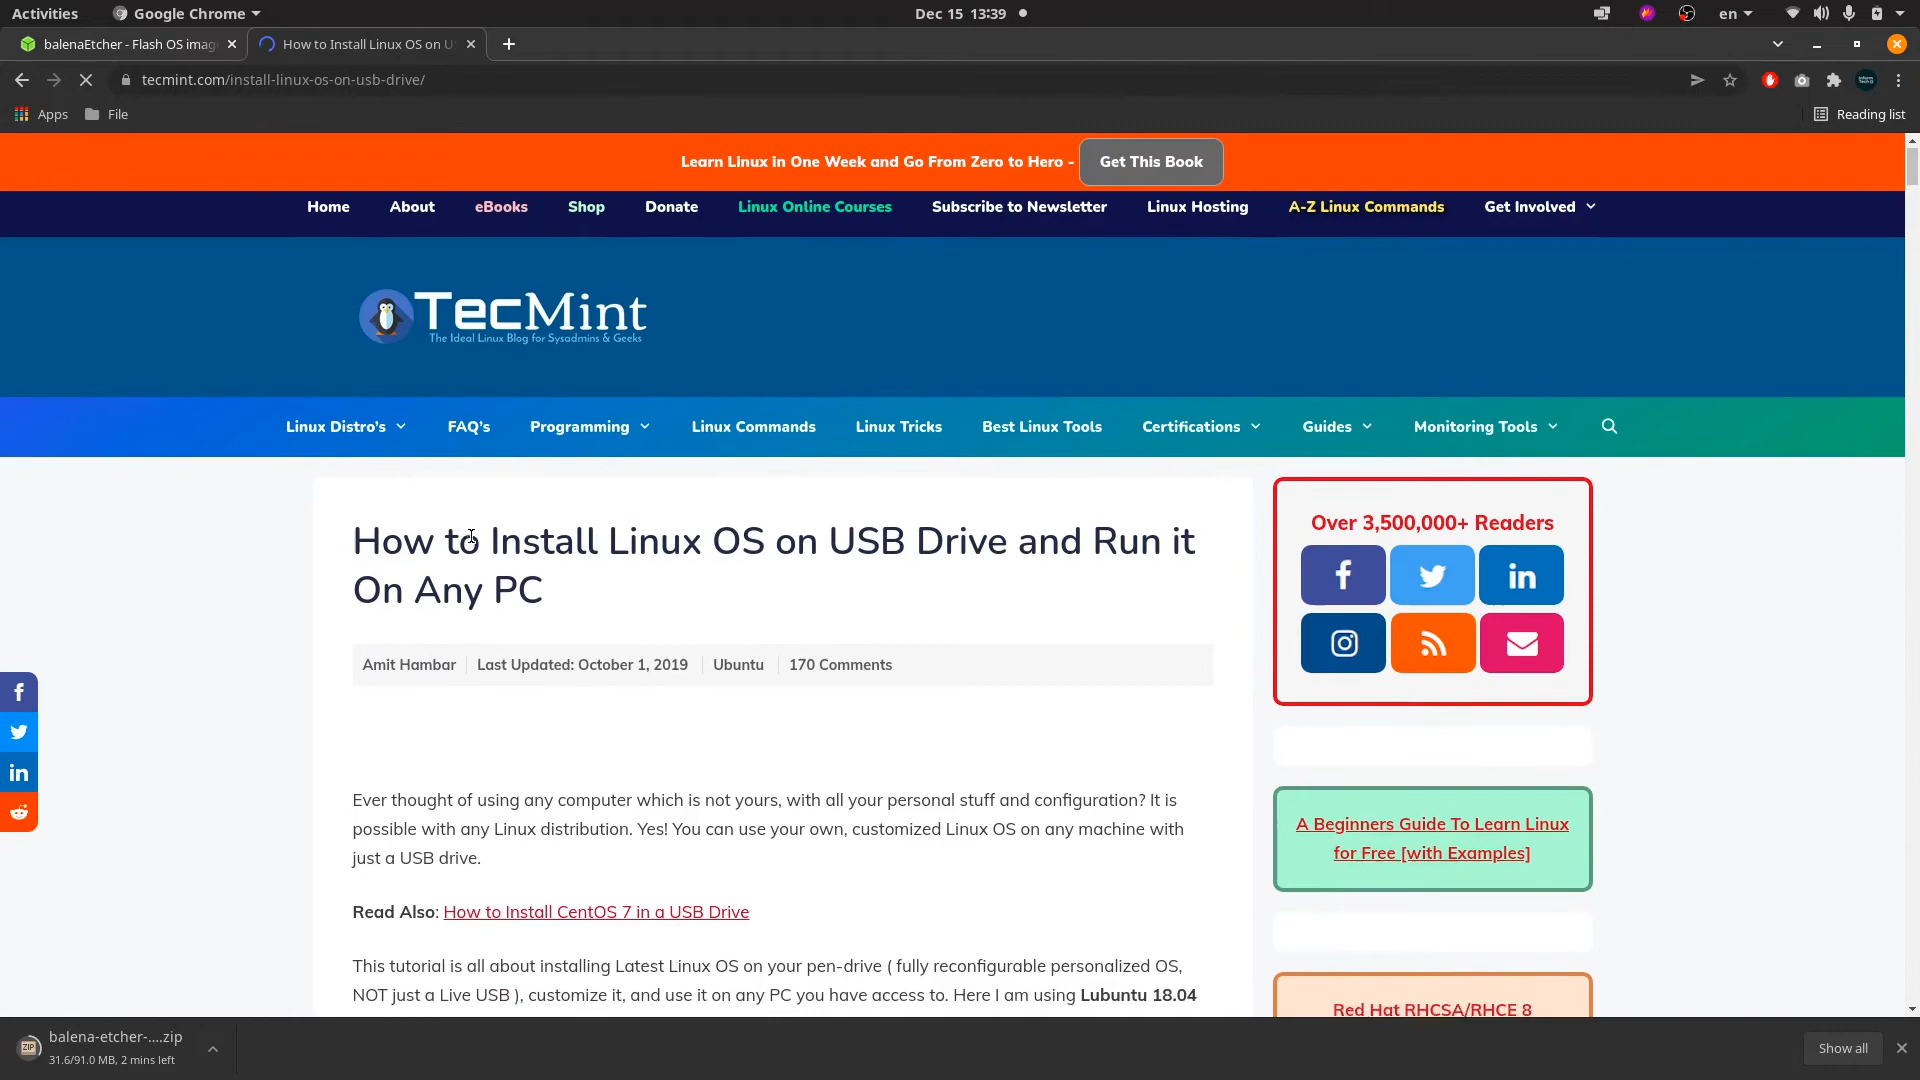 Activities
Google Chrome
Dec 15 13:39
en
balenaEtcher - Flash OS imag
How to Install Linux OS on U
tecmint.com/install-linux-os-on-usb-drive/
Apps
File
Reading list
Learn Linux in One Week and Go From Zero to Hero -
Get This Book
Home
About
eBooks
Shop
Donate
Linux Online Courses
Subscribe to Newsletter
Linux Hosting
A-Z Linux Commands
Get Involved
TecMint
The Ideal Linux Blog for Sysadmins & Geeks
Linux Distro's
FAQ's
Programming
Linux Commands
Linux Tricks
Best Linux Tools
Certifications
Guides
Monitoring Tools
How to Install Linux OS on USB Drive and Run it
On Any PC
Amit Hambar
Last Updated: October 1, 2019
Ubuntu
170 Comments
Ever thought of using any computer which is not yours, with all your personal stuff and configuration? It is
possible with any Linux distribution. Yes! You can use your own, customized Linux OS on any machine with
just a USB drive.
Read Also: How to Install CentOS 7 in a USB Drive
This tutorial is all about installing Latest Linux OS on your pen-drive ( fully reconfigurable personalized OS,
NOT just a Live USB ), customize it, and use it on any PC you have access to. Here I am using Lubuntu 18.04
Over 3,500,000+ Readers
A Beginners Guide To Learn Linux
for Free [with Examples]
Red Hat RHCSA/RHCE 8
ZIP
balena-etcher-....zip
31.6/91.0 MB, 2 mins left
Show all